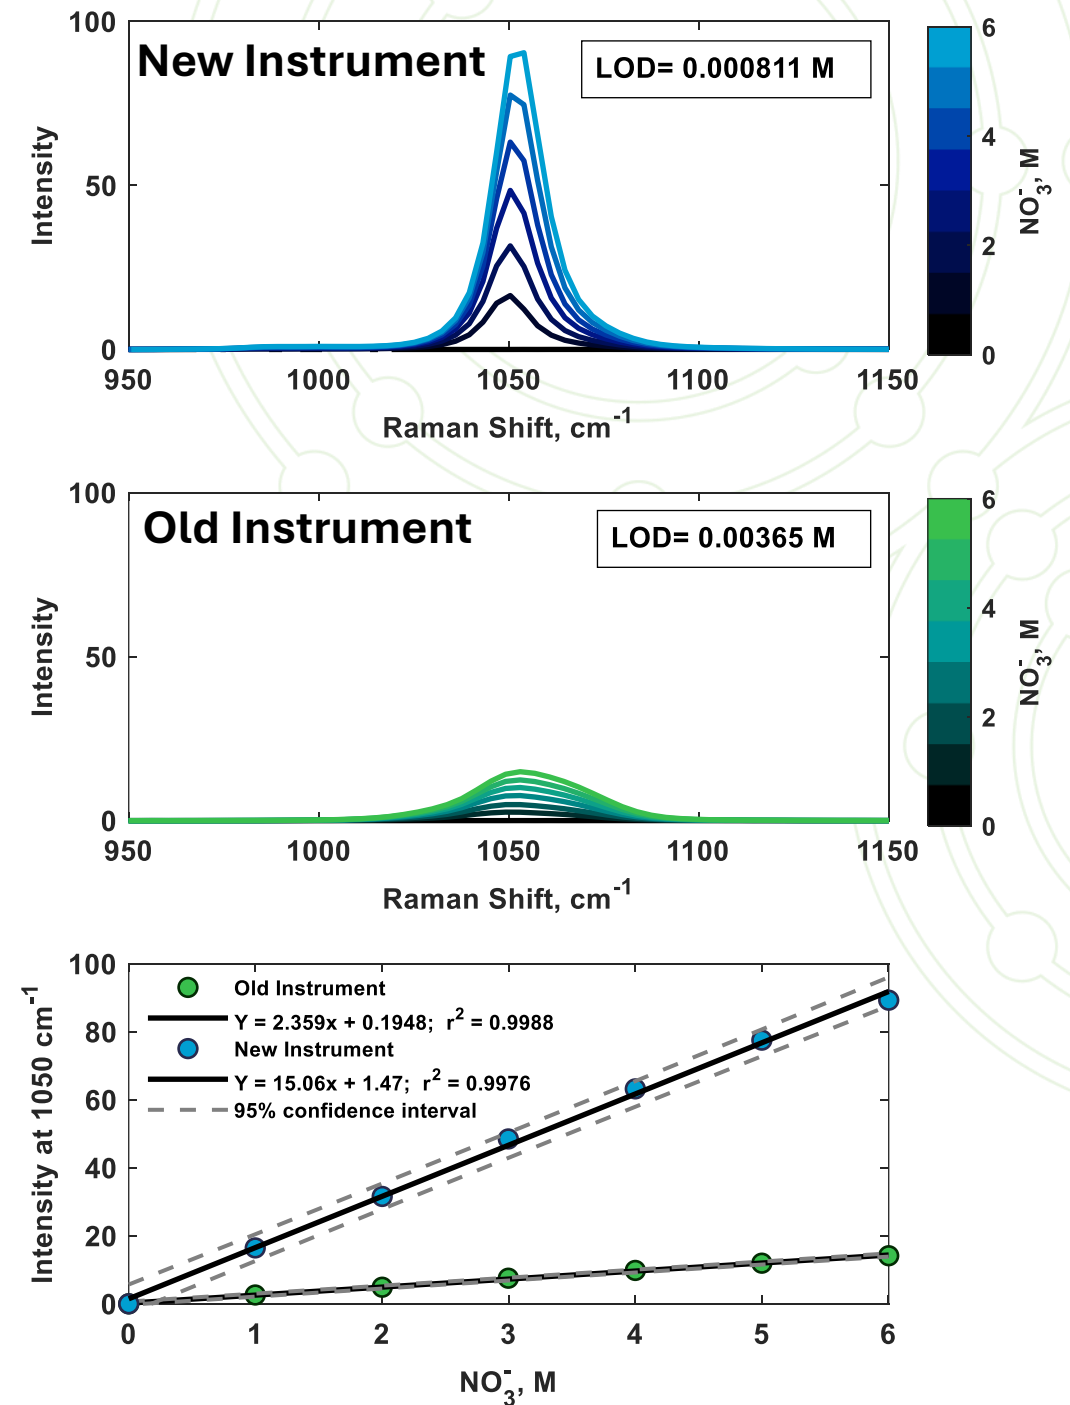 100
New Instrument
LOD= 0.000811 M
6
Intensity
50
4
NO₃⁻, M
2
0
0
950
1000
1050
1100
1150
Raman Shift, cm⁻¹
100
Old Instrument
LOD= 0.00365 M
6
Intensity
50
4
NO₃⁻, M
2
0
0
950
1000
1050
1100
1150
Raman Shift, cm⁻¹
Intensity at 1050 cm⁻¹
100
80
60
40
20
0
Old Instrument
Y = 2.359x + 0.1948; r² = 0.9988
New Instrument
Y = 15.06x + 1.47; r² = 0.9976
95% confidence interval
0
1
2
3
4
5
6
NO₃⁻, M